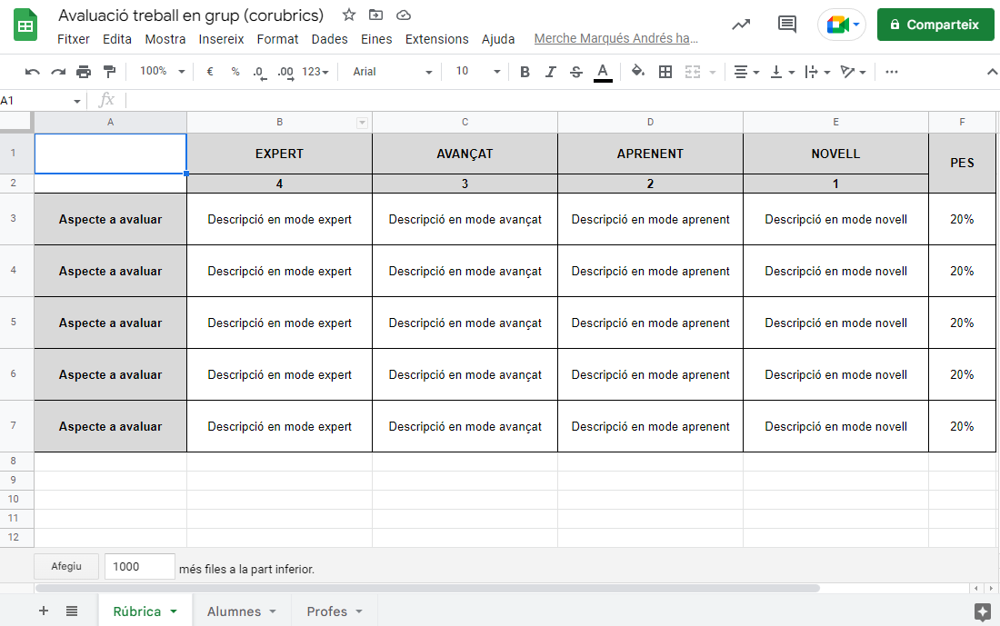 Avaluació treball en grup (corubrics)
Fitxer Edita Mostra Insereix Format Dades Eines Extensions Ajuda Merche Marqués Andrés ha…
Comparteix
100% € % .0 .00 123 Arial 10 B I S A
A1 fx
A B C D E F
1 EXPERT AVANÇAT APRENENT NOVELL PES
2 4 3 2 1
3 Aspecte a avaluar Descripció en mode expert Descripció en mode avançat Descripció en mode aprenent Descripció en mode novell 20%
4 Aspecte a avaluar Descripció en mode expert Descripció en mode avançat Descripció en mode aprenent Descripció en mode novell 20%
5 Aspecte a avaluar Descripció en mode expert Descripció en mode avançat Descripció en mode aprenent Descripció en mode novell 20%
6 Aspecte a avaluar Descripció en mode expert Descripció en mode avançat Descripció en mode aprenent Descripció en mode novell 20%
7 Aspecte a avaluar Descripció en mode expert Descripció en mode avançat Descripció en mode aprenent Descripció en mode novell 20%
8
9
10
11
12
Afegiu 1000 més files a la part inferior.
Rúbrica Alumnes Profes